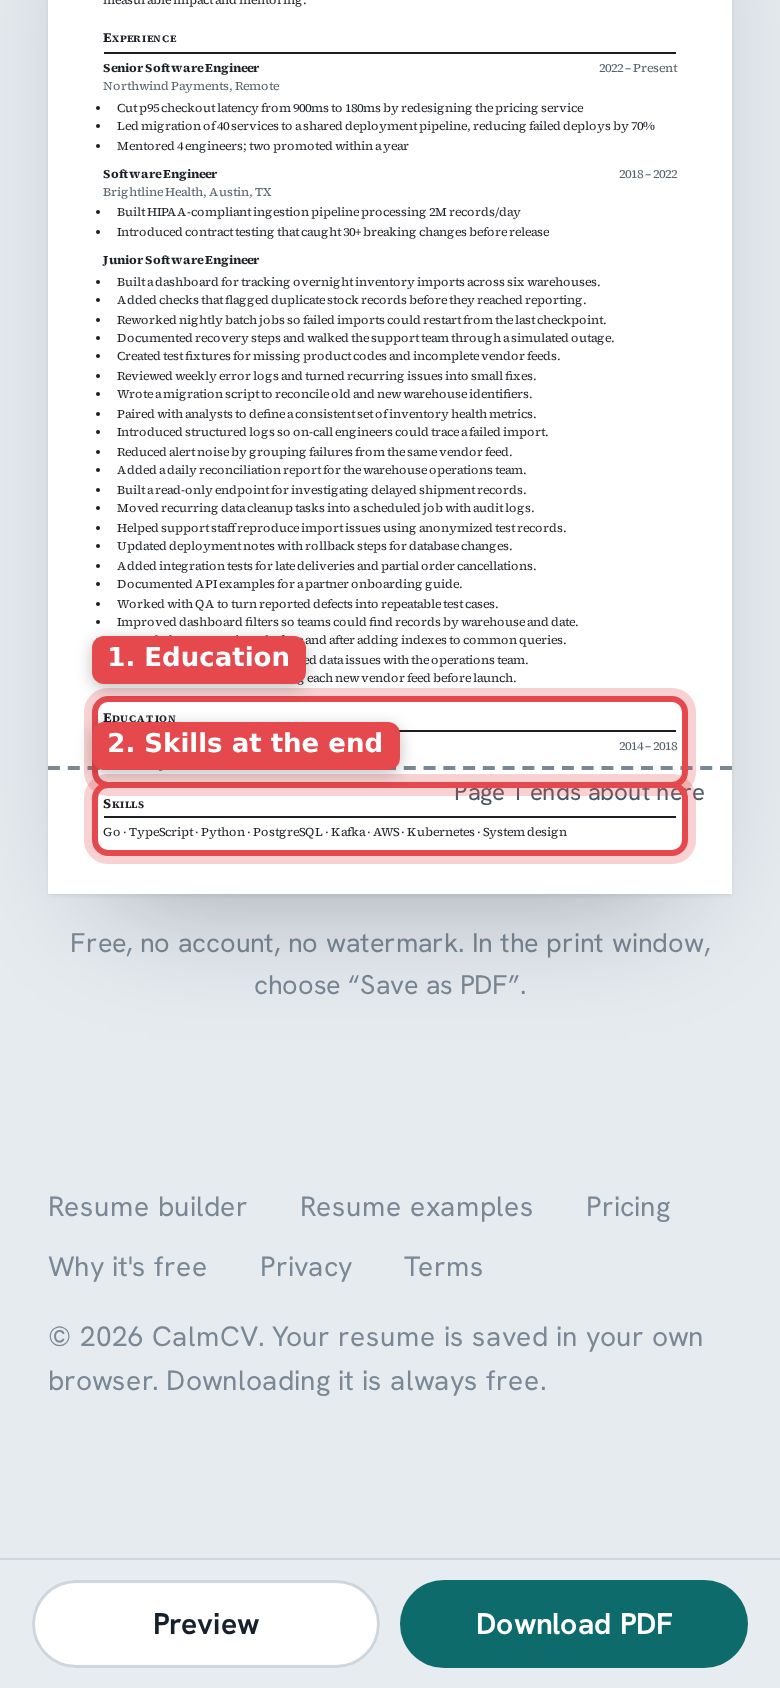 EXPERIENCE
Senior Software Engineer 2022 – Present
Northwind Payments, Remote
• Cut p95 checkout latency from 900ms to 180ms by redesigning the pricing service
• Led migration of 40 services to a shared deployment pipeline, reducing failed deploys by 70%
• Mentored 4 engineers; two promoted within a year
Software Engineer 2018 – 2022
Brightline Health, Austin, TX
• Built HIPAA-compliant ingestion pipeline processing 2M records/day
• Introduced contract testing that caught 30+ breaking changes before release
Junior Software Engineer
• Built a dashboard for tracking overnight inventory imports across six warehouses.
• Added checks that flagged duplicate stock records before they reached reporting.
• Reworked nightly batch jobs so failed imports could restart from the last checkpoint.
• Documented recovery steps and walked the support team through a simulated outage.
• Created test fixtures for missing product codes and incomplete vendor feeds.
• Reviewed weekly error logs and turned recurring issues into small fixes.
• Wrote a migration script to reconcile old and new warehouse identifiers.
• Paired with analysts to define a consistent set of inventory health metrics.
• Introduced structured logs so on-call engineers could trace a failed import.
• Reduced alert noise by grouping failures from the same vendor feed.
• Added a daily reconciliation report for the warehouse operations team.
• Built a read-only endpoint for investigating delayed shipment records.
• Moved recurring data cleanup tasks into a scheduled job with audit logs.
• Helped support staff reproduce import issues using anonymized test records.
• Updated deployment notes with rollback steps for database changes.
• Added integration tests for late deliveries and partial order cancellations.
• Documented API examples for a partner onboarding guide.
• Worked with QA to turn reported defects into repeatable test cases.
• Improved dashboard filters so teams could find records by warehouse and date.
and after adding indexes to common queries.
1. Education
data issues with the operations team.
each new vendor feed before launch.
EDUCATION
2. Skills at the end
2014 – 2018
Page 1 ends about here
SKILLS
Go · TypeScript · Python · PostgreSQL · Kafka · AWS · Kubernetes · System design
Free, no account, no watermark. In the print window,
choose “Save as PDF”.
Resume builder Resume examples Pricing
Why it's free Privacy Terms
© 2026 CalmCV. Your resume is saved in your own
browser. Downloading it is always free.
Preview Download PDF